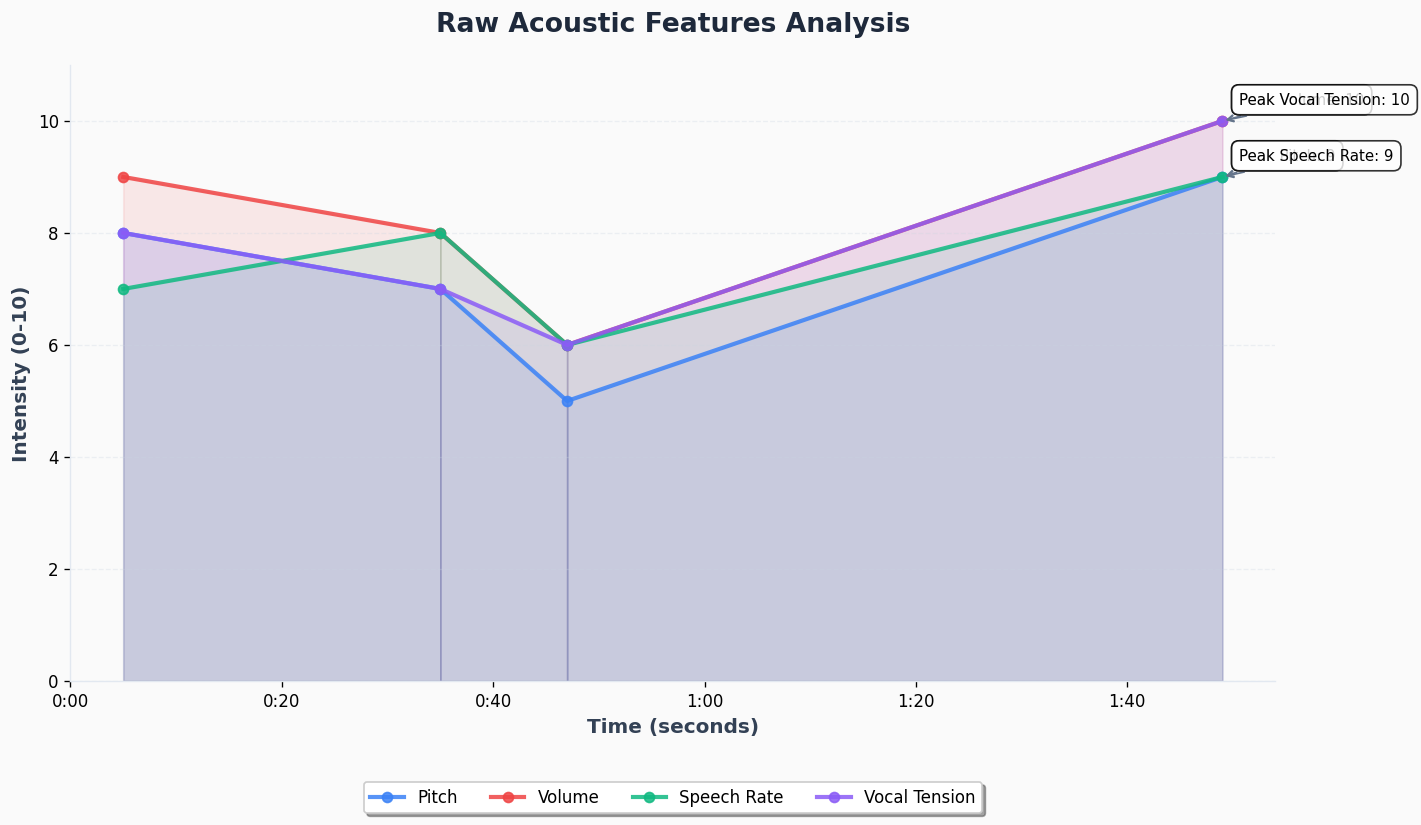 Raw Acoustic Features Analysis
Peak Vocal Tension: 10
Peak Speech Rate: 9
Intensity (0-10)
10
8
6
4
2
0
0:00 0:20 0:40 1:00 1:20 1:40
Time (seconds)
Pitch Volume Speech Rate Vocal Tension